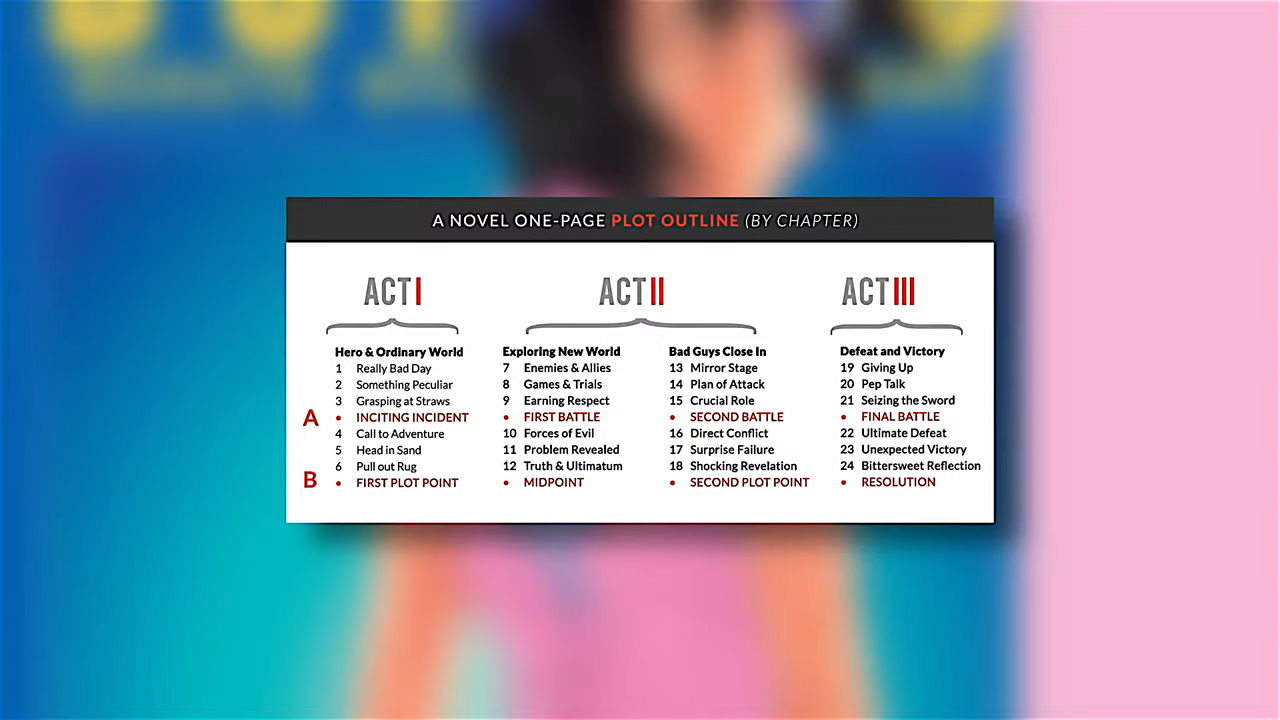 A NOVEL ONE-PAGE PLOT OUTLINE (BY CHAPTER)
ACT I
Hero & Ordinary World
1 Really Bad Day
2 Something Peculiar
3 Grasping at Straws
A • INCITING INCIDENT
4 Call to Adventure
5 Head in Sand
6 Pull out Rug
B • FIRST PLOT POINT
ACT II
Exploring New World
7 Enemies & Allies
8 Games & Trials
9 Earning Respect
• FIRST BATTLE
10 Forces of Evil
11 Problem Revealed
12 Truth & Ultimatum
• MIDPOINT
Bad Guys Close In
13 Mirror Stage
14 Plan of Attack
15 Crucial Role
• SECOND BATTLE
16 Direct Conflict
17 Surprise Failure
18 Shocking Revelation
• SECOND PLOT POINT
ACT III
Defeat and Victory
19 Giving Up
20 Pep Talk
21 Seizing the Sword
• FINAL BATTLE
22 Ultimate Defeat
23 Unexpected Victory
24 Bittersweet Reflection
• RESOLUTION